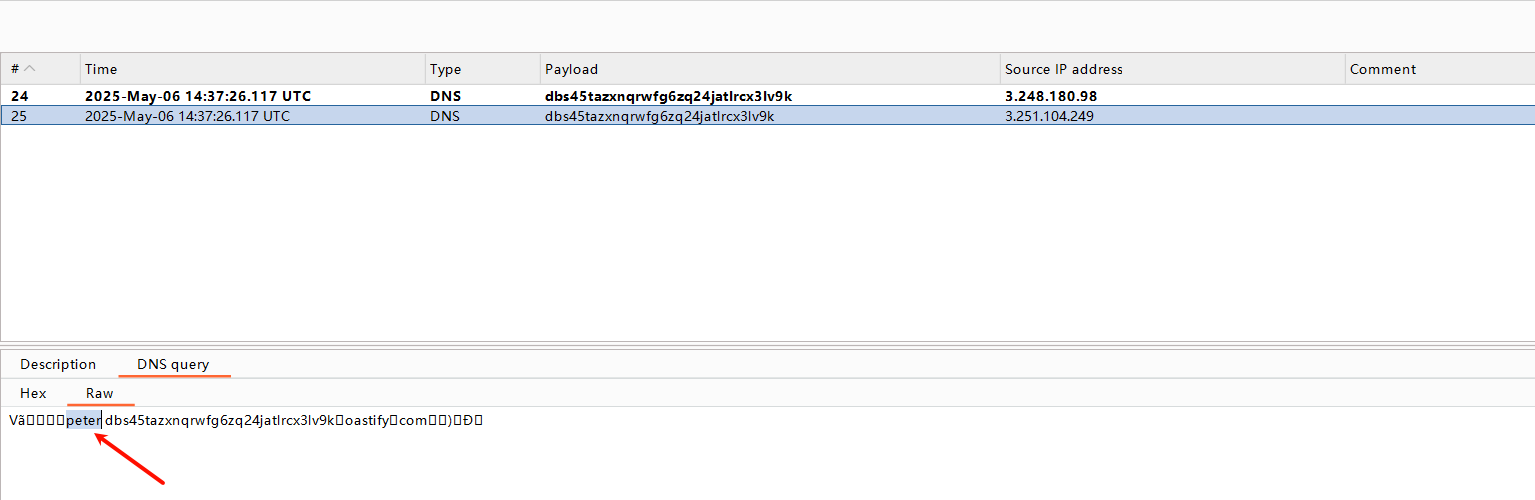 # Time Type Payload Source IP address Comment
24 2025-May-06 14:37:26.117 UTC DNS dbs45tazxnqrwfg6zq24jatlrcx3lv9k 3.248.180.98
25 2025-May-06 14:37:26.117 UTC DNS dbs45tazxnqrwfg6zq24jatlrcx3lv9k 3.251.104.249
Description DNS query
Hex Raw
Vã▯▯▯▯peter dbs45tazxnqrwfg6zq24jatlrcx3lv9k▯oastify▯com▯▯)▯Ð▯